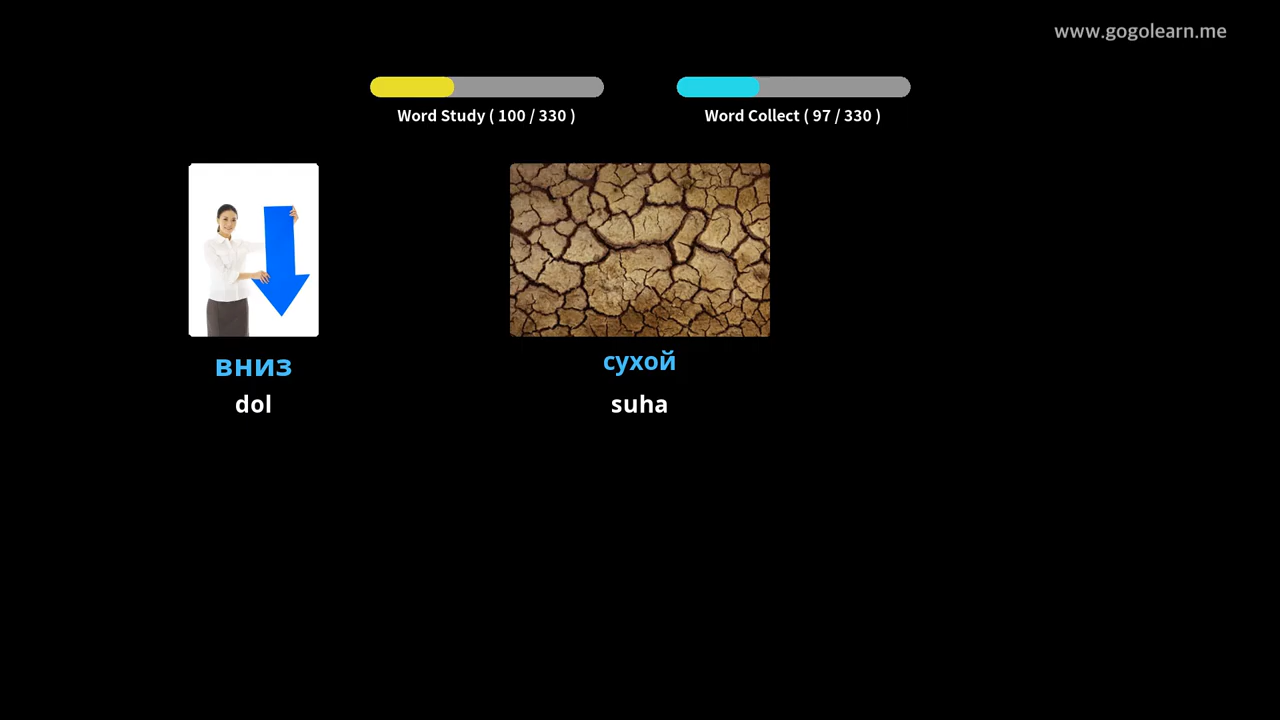 www.gogolearn.me
Word Study ( 100 / 330 )
Word Collect ( 97 / 330 )
вниз
dol
сухой
suha